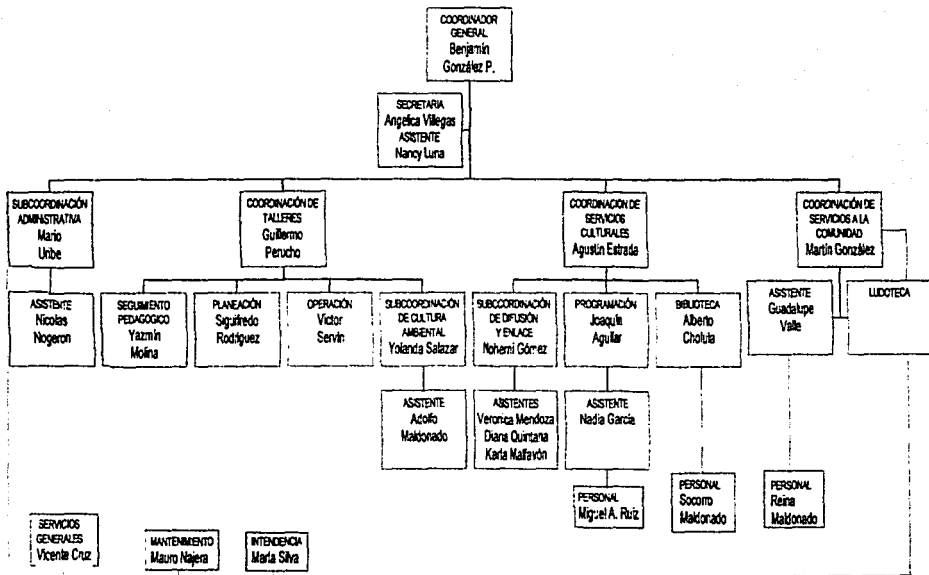 COORDINADOR
GENERAL
Benjamín
González P.
SECRETARIA
Angélica Villegas
ASISTENTE
Nancy Luna
SUBCOORDINACIÓN
ADMINISTRATIVA
Mario
Uribe
COORDINACIÓN DE
TALLERES
Guillermo
Perucho
COORDINACIÓN DE
SERVICIOS
CULTURALES
Agustín Estrada
COORDINACIÓN DE
SERVICIOS A LA
COMUNIDAD
Martín González
ASISTENTE
Nicolas
Nogeron
SEGUIMIENTO
PEDAGOGICO
Yazmín
Molina
PLANEACIÓN
Sigulfredo
Rodríguez
OPERACIÓN
Victor
Servín
SUBCOORDINACIÓN
DE CULTURA
AMBIENTAL
Yolanda Salazar
SUBCOORDINACIÓN
DE DIFUSIÓN
Y ENLACE
Nohemi Gómez
PROGRAMACIÓN
Joaquín
Aguilar
BIBLIOTECA
Alberto
Cholula
ASISTENTE
Guadalupe
Valle
LUDOTECA
ASISTENTE
Adolfo
Maldonado
ASISTENTES
Veronica Mendoza
Diana Quintana
Karla Malfavón
ASISTENTE
Nadia García
PERSONAL
Miguel A. Ruiz
PERSONAL
Socorro
Maldonado
PERSONAL
Reina
Maldonado
SERVICIOS
GENERALES
Vicente Cruz
MANTENIMIENTO
Mauro Najera
INTENDENCIA
Marta Silva